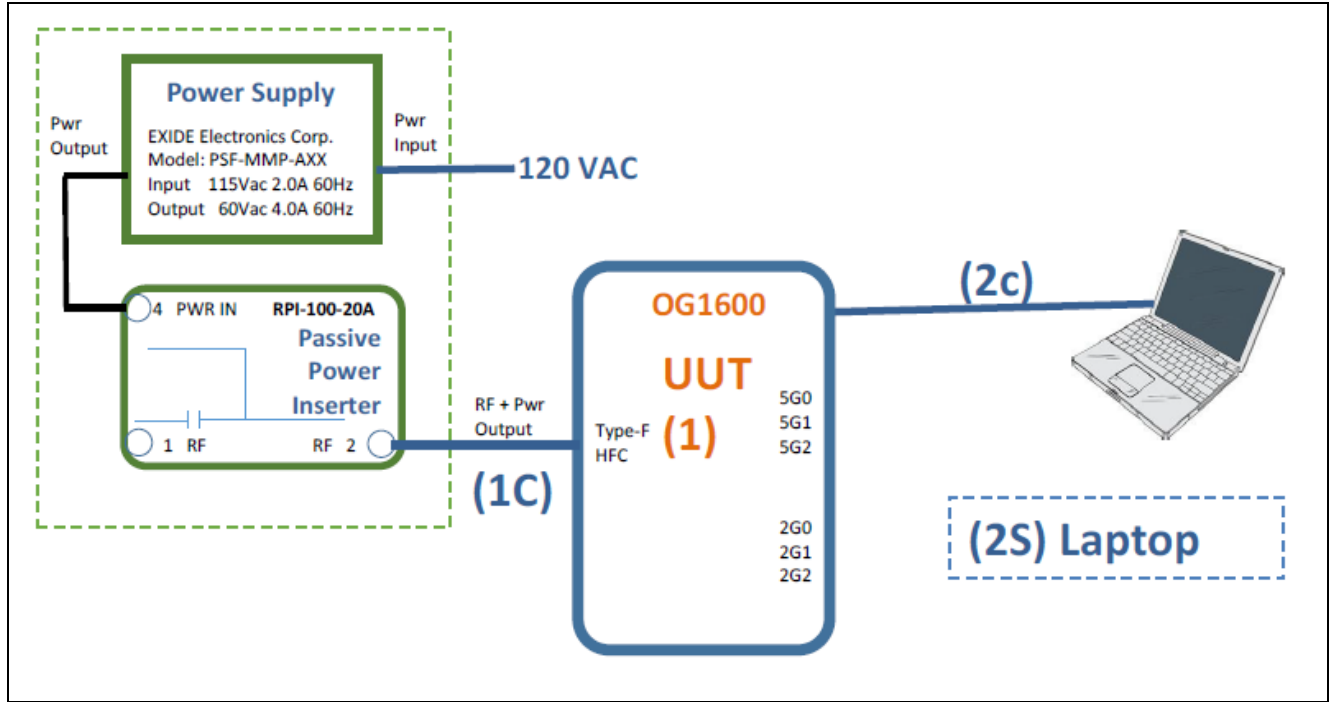 Power Supply
Pwr
Output
EXIDE Electronics Corp.
Model: PSF-MMP-AXX
Input 115Vac 2.0A 60Hz
Output 60Vac 4.0A 60Hz
Pwr
Input
120 VAC
4 PWR IN RPI-100-20A
Passive
Power
Inserter
1 RF RF 2
RF + Pwr
Output
(1C)
OG1600
UUT
(1)
Type-F
HFC
5G0
5G1
5G2
2G0
2G1
2G2
(2c)
(2S) Laptop